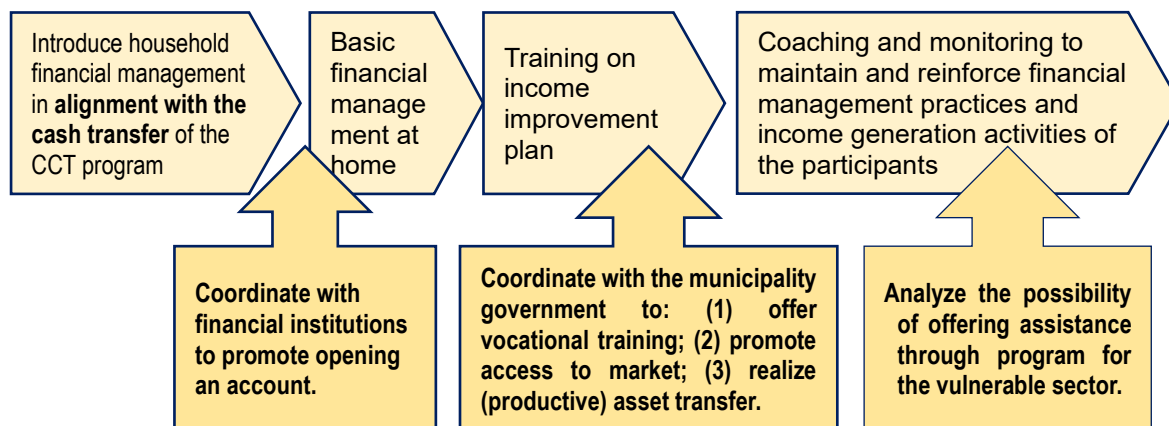 Introduce household
financial management
in alignment with the
cash transfer of the
CCT program
Basic
financial
manage
ment at
home
Training on
income
improvement
plan
Coaching and monitoring to
maintain and reinforce financial
management practices and
income generation activities of
the participants
Coordinate with
financial institutions
to promote opening
an account.
Coordinate with the municipality
government to: (1) offer
vocational training; (2) promote
access to market; (3) realize
(productive) asset transfer.
Analyze the possibility
of offering assistance
through program for
the vulnerable sector.